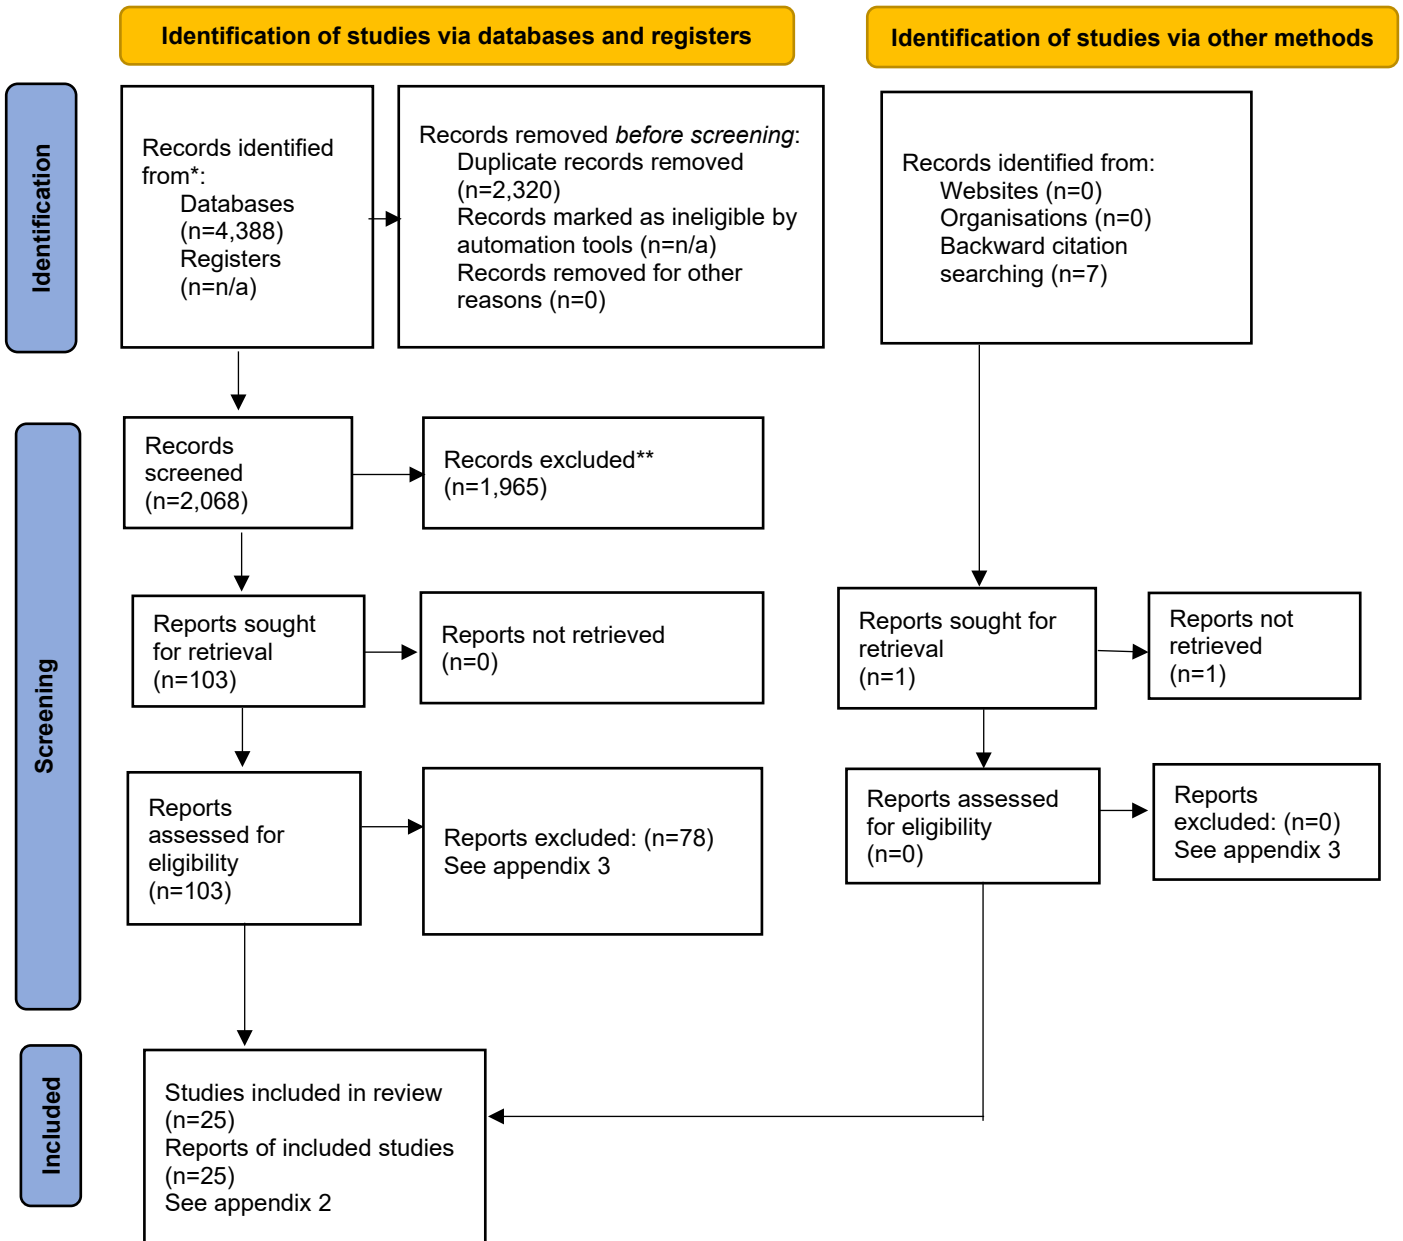 Identification of studies via databases and registers
Identification of studies via other methods
Identification
Records identified
from*:
Databases
(n=4,388)
Registers
(n=n/a)
Records removed before screening:
Duplicate records removed
(n=2,320)
Records marked as ineligible by
automation tools (n=n/a)
Records removed for other
reasons (n=0)
Records identified from:
Websites (n=0)
Organisations (n=0)
Backward citation
searching (n=7)
Screening
Records
screened
(n=2,068)
Records excluded**
(n=1,965)
Reports sought
for retrieval
(n=103)
Reports not retrieved
(n=0)
Reports sought for
retrieval
(n=1)
Reports not
retrieved
(n=1)
Reports
assessed for
eligibility
(n=103)
Reports excluded: (n=78)
See appendix 3
Reports assessed
for eligibility
(n=0)
Reports
excluded: (n=0)
See appendix 3
Included
Studies included in review
(n=25)
Reports of included studies
(n=25)
See appendix 2